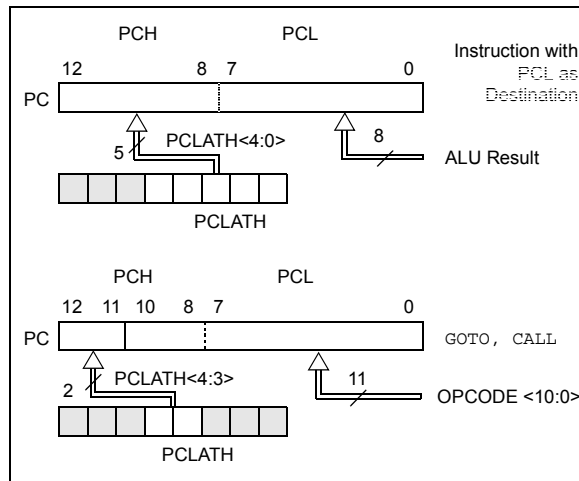 PCH PCL
12 8 7 0
Instruction with
PCL as
Destination
PC
5
PCLATH<4:0>
8
ALU Result
PCLATH
PCH PCL
12 11 10 8 7 0
PC
GOTO, CALL
2
PCLATH<4:3>
11
OPCODE <10:0>
PCLATH